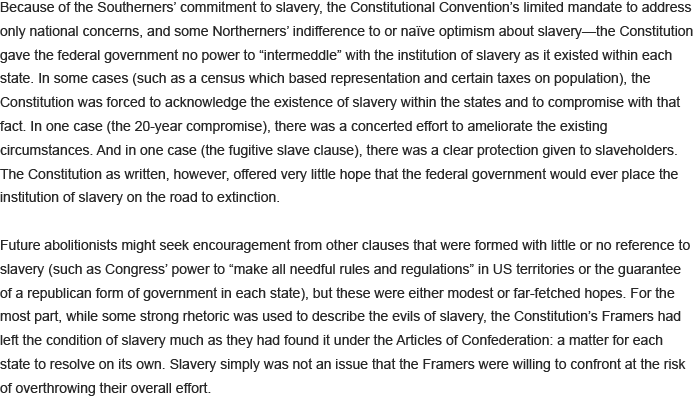 Because of the Southerners’ commitment to slavery, the Constitutional Convention’s limited mandate to address
only national concerns, and some Northerners’ indifference to or naïve optimism about slavery—the Constitution
gave the federal government no power to “intermeddle” with the institution of slavery as it existed within each
state. In some cases (such as a census which based representation and certain taxes on population), the
Constitution was forced to acknowledge the existence of slavery within the states and to compromise with that
fact. In one case (the 20-year compromise), there was a concerted effort to ameliorate the existing
circumstances. And in one case (the fugitive slave clause), there was a clear protection given to slaveholders.
The Constitution as written, however, offered very little hope that the federal government would ever place the
institution of slavery on the road to extinction.

Future abolitionists might seek encouragement from other clauses that were formed with little or no reference to
slavery (such as Congress’ power to “make all needful rules and regulations” in US territories or the guarantee
of a republican form of government in each state), but these were either modest or far-fetched hopes. For the
most part, while some strong rhetoric was used to describe the evils of slavery, the Constitution’s Framers had
left the condition of slavery much as they had found it under the Articles of Confederation: a matter for each
state to resolve on its own. Slavery simply was not an issue that the Framers were willing to confront at the risk
of overthrowing their overall effort.